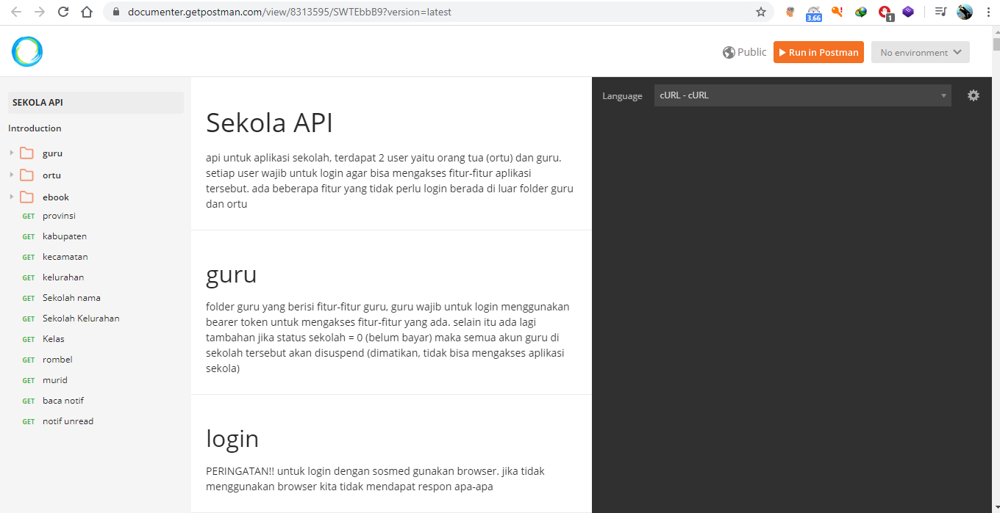 documenter.getpostman.com/view/8313595/SWTEbbB9?version=latest
3.66
1
Public
Run in Postman
No environment
SEKOLA API
Introduction
guru
ortu
ebook
GET provinsi
GET kabupaten
GET kecamatan
GET kelurahan
GET Sekolah nama
GET Sekolah Kelurahan
GET Kelas
GET rombel
GET murid
GET baca notif
GET notif unread
Sekola API
api untuk aplikasi sekolah, terdapat 2 user yaitu orang tua (ortu) dan guru.
setiap user wajib untuk login agar bisa mengakses fitur-fitur aplikasi
tersebut. ada beberapa fitur yang tidak perlu login berada di luar folder guru
dan ortu
guru
folder guru yang berisi fitur-fitur guru, guru wajib untuk login menggunakan
bearer token untuk mengakses fitur-fitur yang ada. selain itu ada lagi
tambahan jika status sekolah = 0 (belum bayar) maka semua akun guru di
sekolah tersebut akan disuspend (dimatikan, tidak bisa mengakses aplikasi
sekola)
login
PERINGATAN!! untuk login dengan sosmed gunakan browser. jika tidak
menggunakan browser kita tidak mendapat respon apa-apa
Language
cURL - cURL